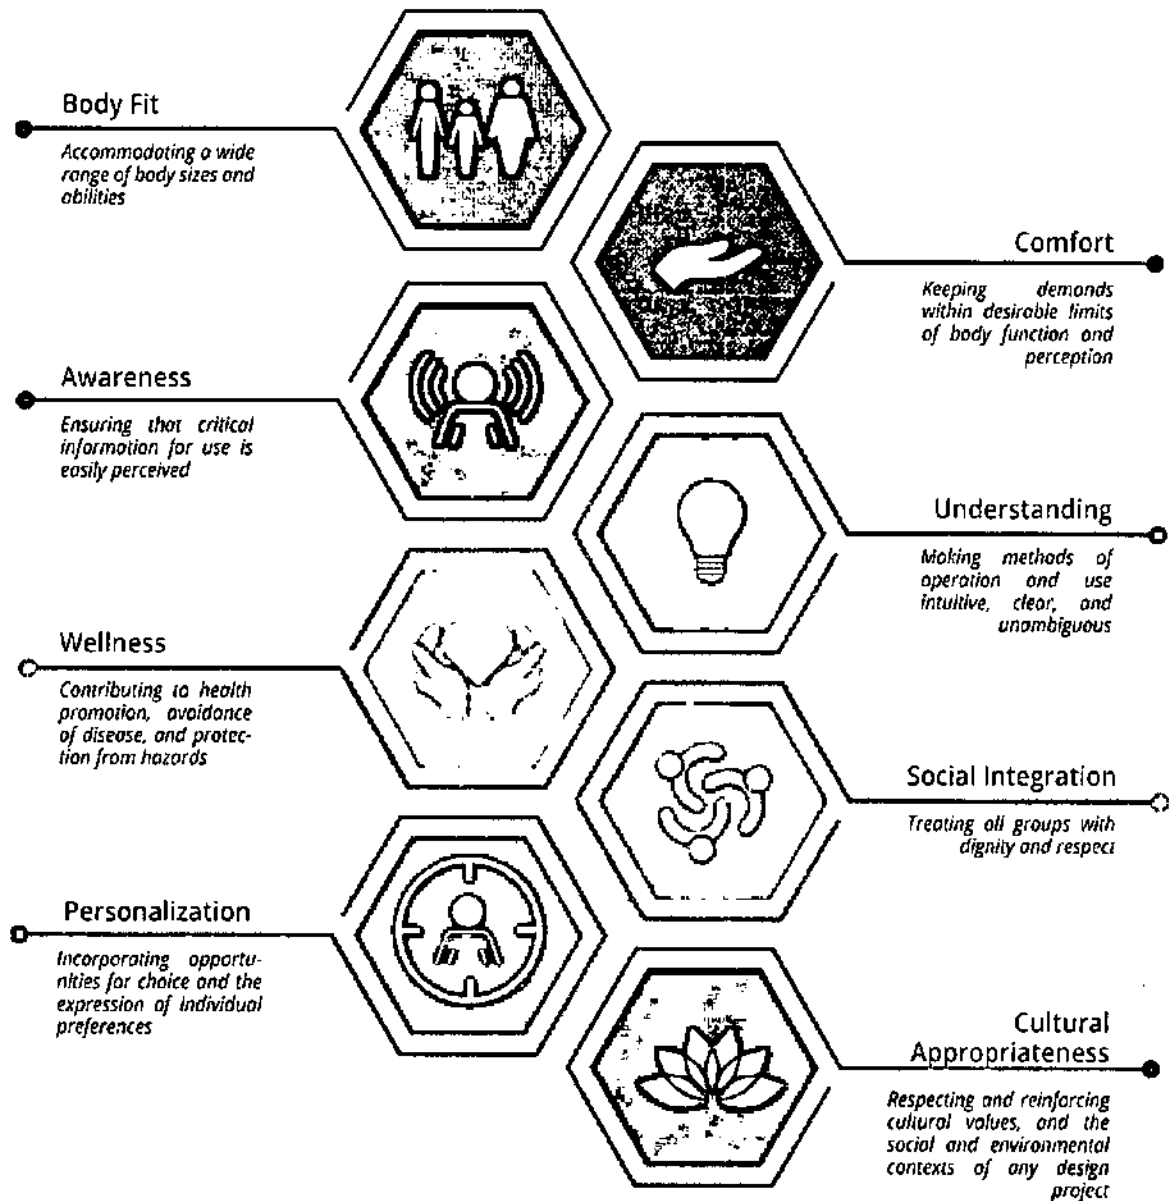 Body Fit
Accommodating a wide
range of body sizes and
abilities
Comfort
Keeping demands
within desirable limits
of body function and
perception
Awareness
Ensuring that critical
information for use is
easily perceived
Understanding
Making methods of
operation and use
intuitive, clear, and
unambiguous
Wellness
Contributing to health
promotion, avoidance
of disease, and protec-
tion from hazards
Social Integration
Treating all groups with
dignity and respect
Personalization
Incorporating opportu-
nities for choice and the
expression of individual
preferences
Cultural
Appropriateness
Respecting and reinforcing
cultural values, and the
social and environmental
contexts of any design
project